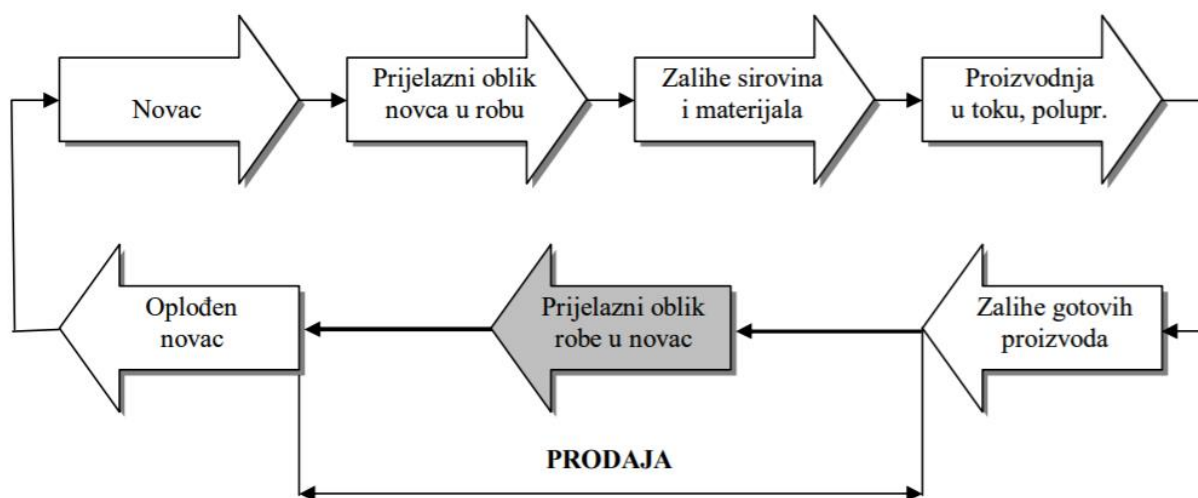 Novac
Prijelazni oblik
novca u robu
Zalihe sirovina
i materijala
Proizvodnja
u toku, polupr.
Oplođen
novac
Prijelazni oblik
robe u novac
Zalihe gotovih
proizvoda
PRODAJA